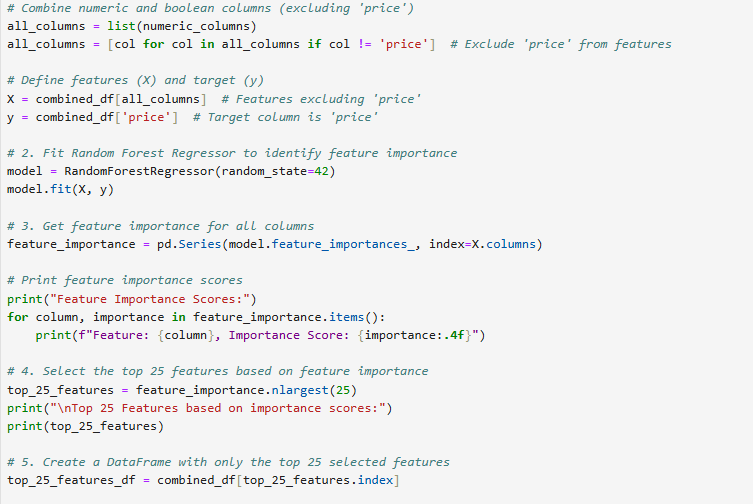 # Combine numeric and boolean columns (excluding 'price')
all_columns = list(numeric_columns)
all_columns = [col for col in all_columns if col != 'price']  # Exclude 'price' from features

# Define features (X) and target (y)
X = combined_df[all_columns]  # Features excluding 'price'
y = combined_df['price']  # Target column is 'price'

# 2. Fit Random Forest Regressor to identify feature importance
model = RandomForestRegressor(random_state=42)
model.fit(X, y)

# 3. Get feature importance for all columns
feature_importance = pd.Series(model.feature_importances_, index=X.columns)

# Print feature importance scores
print("Feature Importance Scores:")
for column, importance in feature_importance.items():
    print(f"Feature: {column}, Importance Score: {importance:.4f}")

# 4. Select the top 25 features based on feature importance
top_25_features = feature_importance.nlargest(25)
print("\nTop 25 Features based on importance scores:")
print(top_25_features)

# 5. Create a DataFrame with only the top 25 selected features
top_25_features_df = combined_df[top_25_features.index]